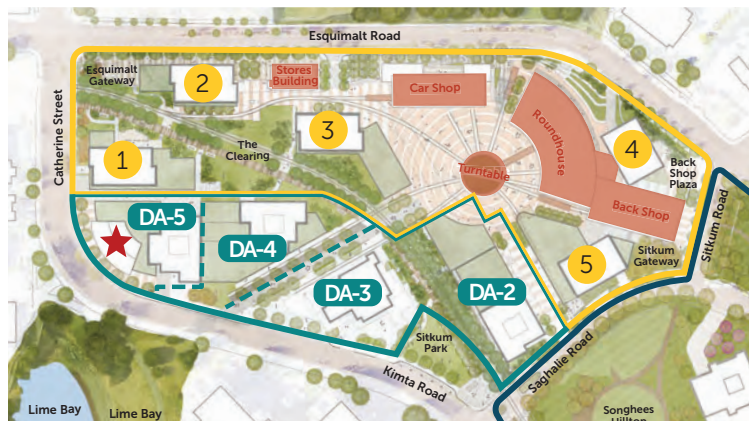 Esquimalt Road
Esquimalt
Gateway
2
Stores
Building
Car Shop
Catherine Street
3
Roundhouse
4
The
Clearing
1
Turntable
Back
Shop
Plaza
Back Shop
Sitkum Road
DA-5
DA-4
5
Sitkum
Gateway
DA-3
DA-2
Sitkum
Park
Kimta Road
Saghalie Road
Lime Bay
Lime Bay
Songhees
Hilltop